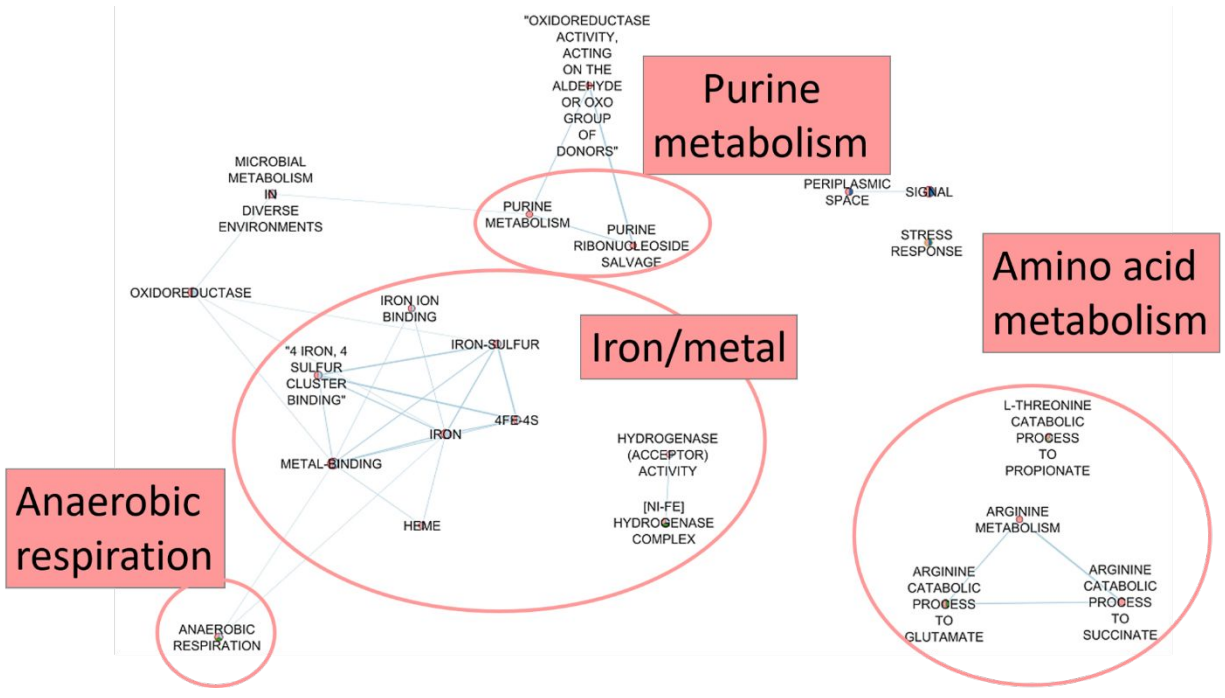 "OXIDOREDUCTASE
ACTIVITY,
ACTING
ON THE
ALDEHYDE
OR OXO
GROUP
OF
DONORS"
Purine
metabolism
MICROBIAL
METABOLISM
IN
DIVERSE
ENVIRONMENTS
PERIPLASMIC
SPACE
SIGNAL
PURINE
METABOLISM
PURINE
RIBONUCLEOSIDE
SALVAGE
STRESS
RESPONSE
Amino acid
metabolism
OXIDOREDUCTASE
IRON ION
BINDING
IRON-SULFUR
Iron/metal
"4 IRON, 4
SULFUR
CLUSTER
BINDING"
4FE-4S
IRON
METAL-BINDING
HEME
HYDROGENASE
(ACCEPTOR)
ACTIVITY
[NI-FE]
HYDROGENASE
COMPLEX
L-THREONINE
CATABOLIC
PROCESS
TO
PROPIONATE
ARGININE
METABOLISM
ARGININE
CATABOLIC
PROCESS
TO
GLUTAMATE
ARGININE
CATABOLIC
PROCESS
TO
SUCCINATE
Anaerobic
respiration
ANAEROBIC
RESPIRATION